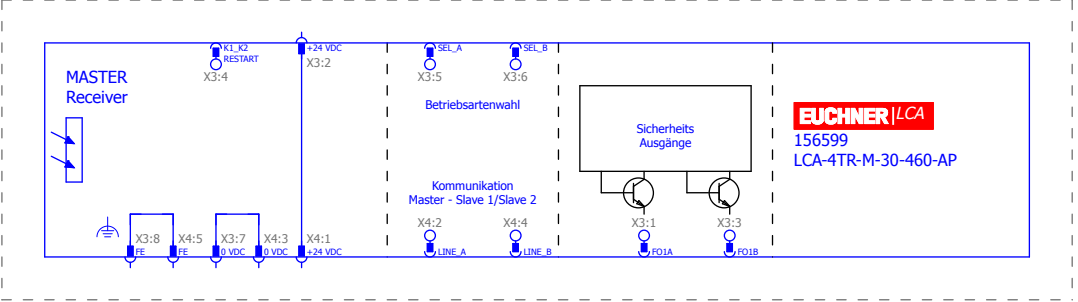 K1_K2
RESTART
X3:4
+24 VDC
X3:2
SEL_A
X3:5
SEL_B
X3:6
MASTER
Receiver
Betriebsartenwahl
Sicherheits
Ausgänge
EUCHNER|LCA
156599
LCA-4TR-M-30-460-AP
Kommunikation
Master - Slave 1/Slave 2
X3:8
FE
X4:5
FE
X3:7
0 VDC
X4:3
0 VDC
X4:1
+24 VDC
X4:2
LINE_A
X4:4
LINE_B
X3:1
FO1A
X3:3
FO1B